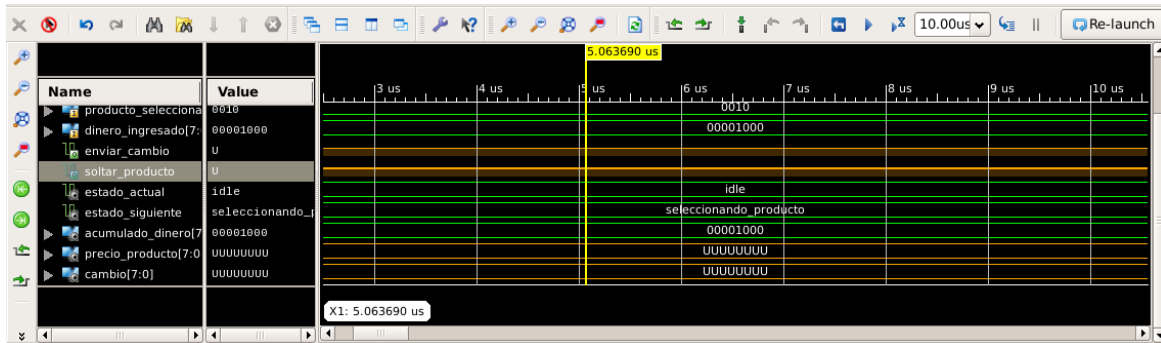 10.00us
Re-launch
5.063690 us
Name
Value
3 us
4 us
5 us
6 us
7 us
8 us
9 us
10 us
producto_selecciona
0010
0010
dinero_ingresado[7:
00001000
00001000
enviar_cambio
U
soltar_producto
U
estado_actual
idle
idle
estado_siguiente
seleccionando_p
seleccionando_producto
acumulado_dinero[7
00001000
00001000
precio_producto[7:0
UUUUUUUU
UUUUUUUU
cambio[7:0]
UUUUUUUU
UUUUUUUU
X1: 5.063690 us